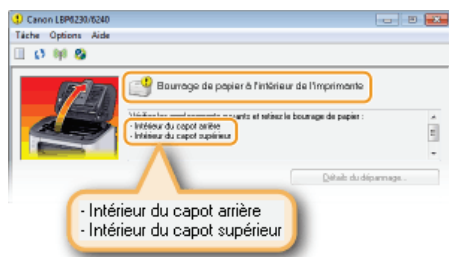 Canon LBP6230/6240
Tâche Options Aide
Bourrage de papier à l'intérieur de l'imprimante
Vérifiez les emplacements suivants et retirez le bourrage de papier :
- Intérieur du capot arrière
- Intérieur du capot supérieur
Détails du dépannage...
- Intérieur du capot arrière
- Intérieur du capot supérieur